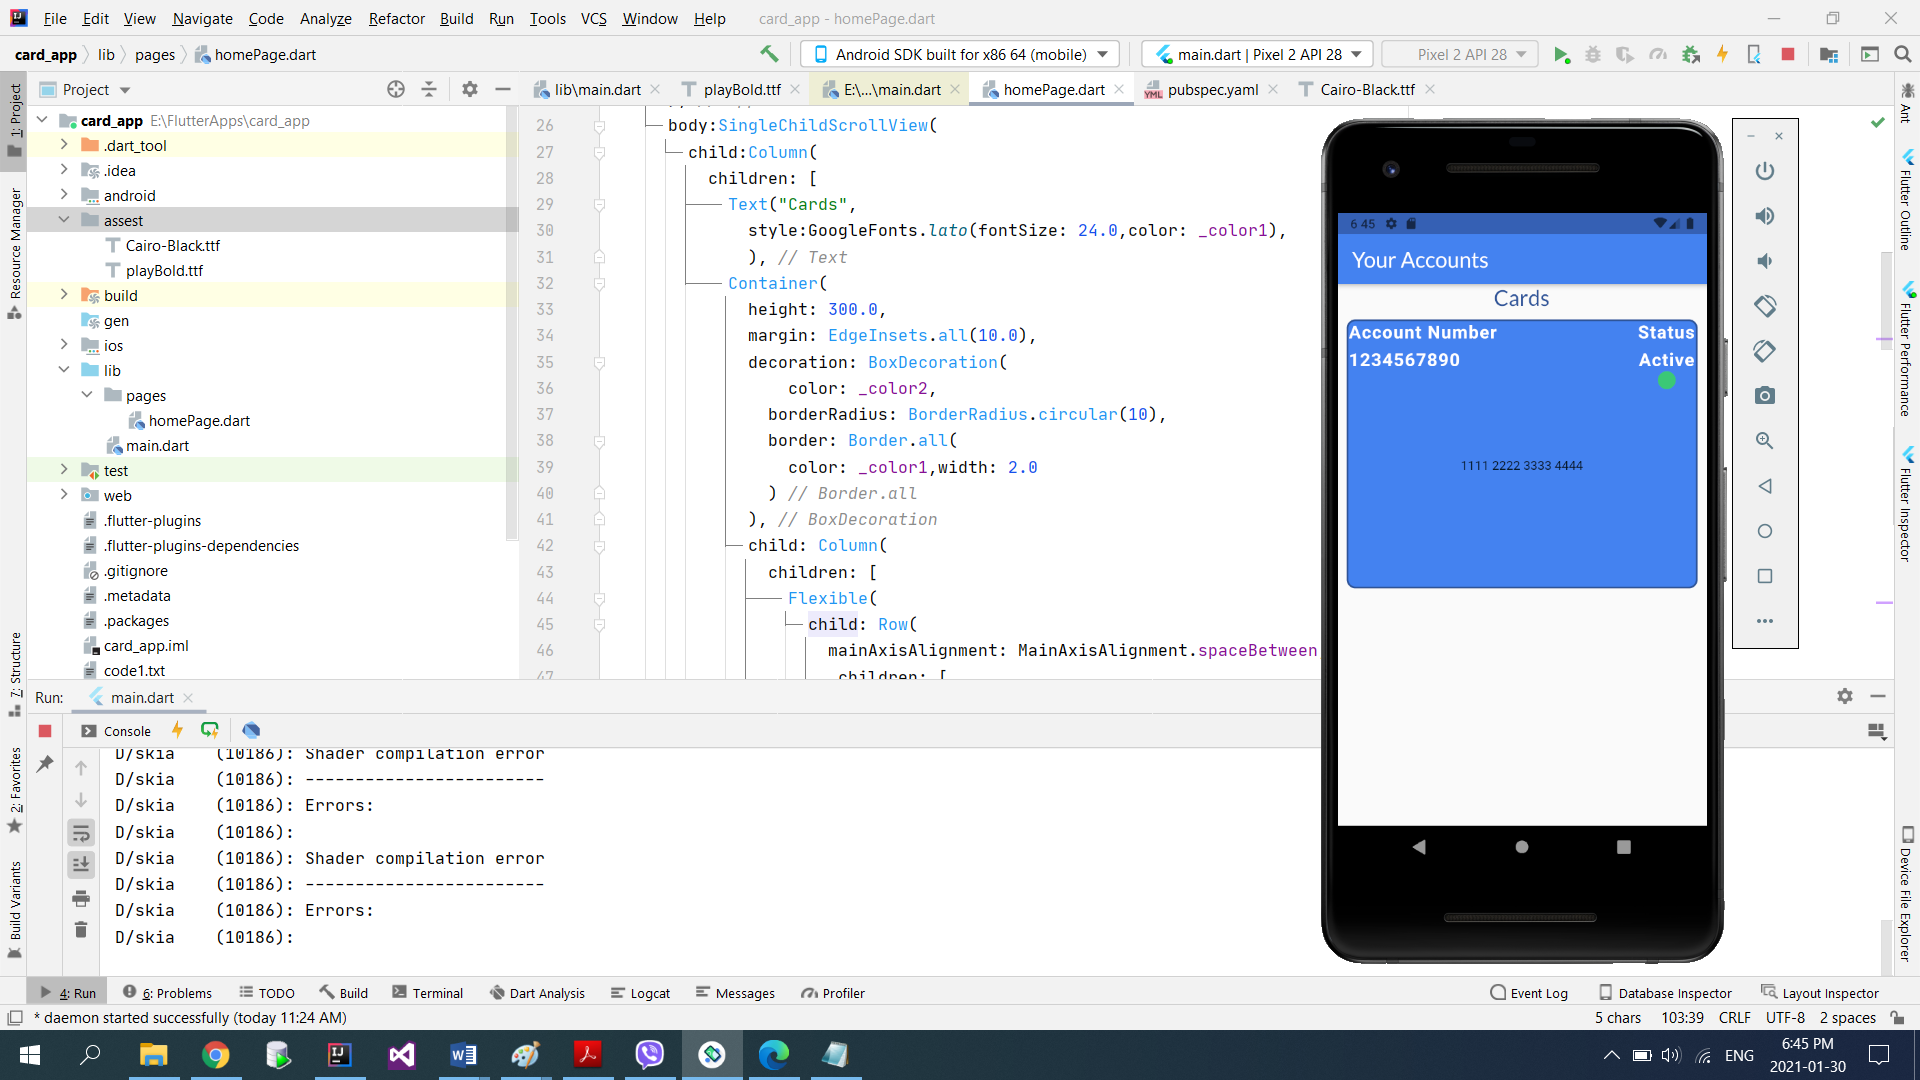 File Edit View Navigate Code Analyze Refactor Build Run Tools VCS Window Help card_app - homePage.dart
card_app lib pages homePage.dart
Android SDK built for x86 64 (mobile) main.dart | Pixel 2 API 28 Pixel 2 API 28
Project
lib\main.dart playBold.ttf E:\...\main.dart homePage.dart pubspec.yaml Cairo-Black.ttf
1: Project
Resource Manager
7: Structure
2: Favorites
Build Variants
card_app E:\FlutterApps\card_app
.dart_tool
.idea
android
assest
Cairo-Black.ttf
playBold.ttf
build
gen
ios
lib
pages
homePage.dart
main.dart
test
web
.flutter-plugins
.flutter-plugins-dependencies
.gitignore
.metadata
.packages
card_app.iml
code1.txt
26 body:SingleChildScrollView(
27 child:Column(
28 children: [
29 Text("Cards",
30 style:GoogleFonts.lato(fontSize: 24.0,color: _color1),
31 ), // Text
32 Container(
33 height: 300.0,
34 margin: EdgeInsets.all(10.0),
35 decoration: BoxDecoration(
36 color: _color2,
37 borderRadius: BorderRadius.circular(10),
38 border: Border.all(
39 color: _color1,width: 2.0
40 ) // Border.all
41 ), // BoxDecoration
42 child: Column(
43 children: [
44 Flexible(
45 child: Row(
46 mainAxisAlignment: MainAxisAlignment.spaceBetween
47 children: [
6:45
Your Accounts
Cards
Account Number Status
1234567890 Active
1111 2222 3333 4444
Ant
Flutter Outline
Flutter Performance
Flutter Inspector
Device File Explorer
Run: main.dart
Console
D/skia (10186): Shader compilation error
D/skia (10186): ------------------------
D/skia (10186): Errors:
D/skia (10186):
D/skia (10186): Shader compilation error
D/skia (10186): ------------------------
D/skia (10186): Errors:
D/skia (10186):
4: Run 6: Problems TODO Build Terminal Dart Analysis Logcat Messages Profiler Event Log Database Inspector Layout Inspector
* daemon started successfully (today 11:24 AM) 5 chars 103:39 CRLF UTF-8 2 spaces
ENG
6:45 PM
2021-01-30